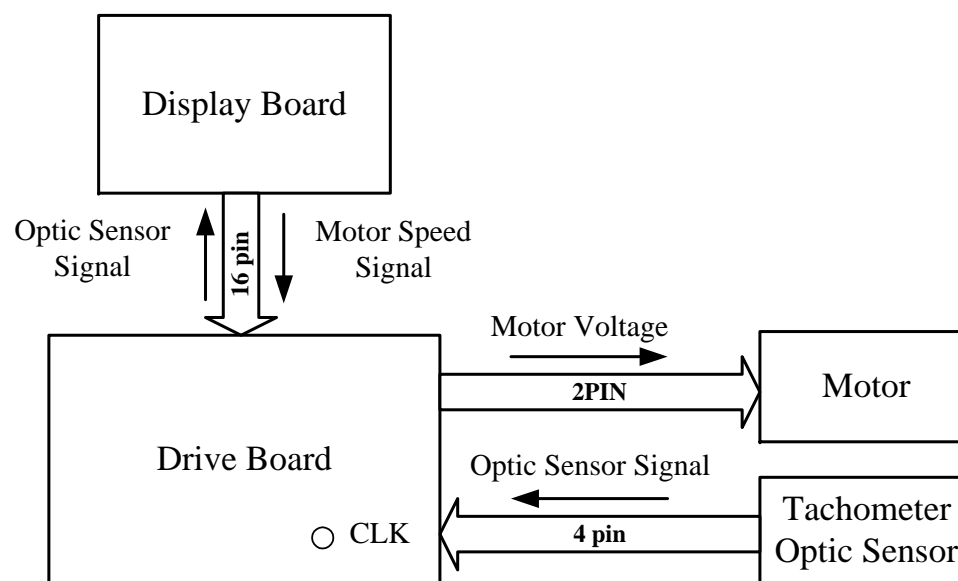 Display Board
Optic Sensor
Signal
16 pin
Motor Speed
Signal
Motor Voltage
2PIN
Motor
Drive Board
Optic Sensor Signal
4 pin
CLK
Tachometer
Optic Sensor